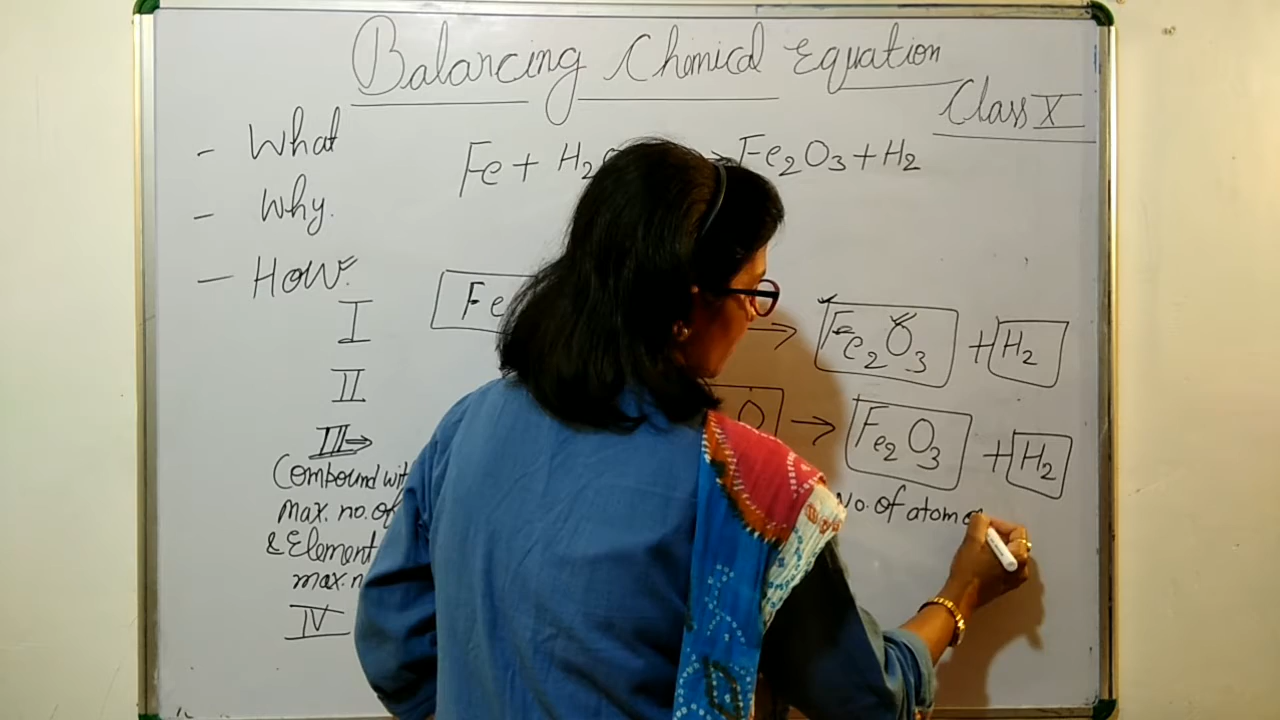 Balancing Chemical Equation
Class X
- What
Fe + H₂ → Fe₂O₃ + H₂
- Why.
- How.
I
Fe → Fe₂O₃ + H₂
II
O → Fe₂O₃ + H₂
III ⇒
Compound
max. no. of
No. of atom
& Element
max.
IV